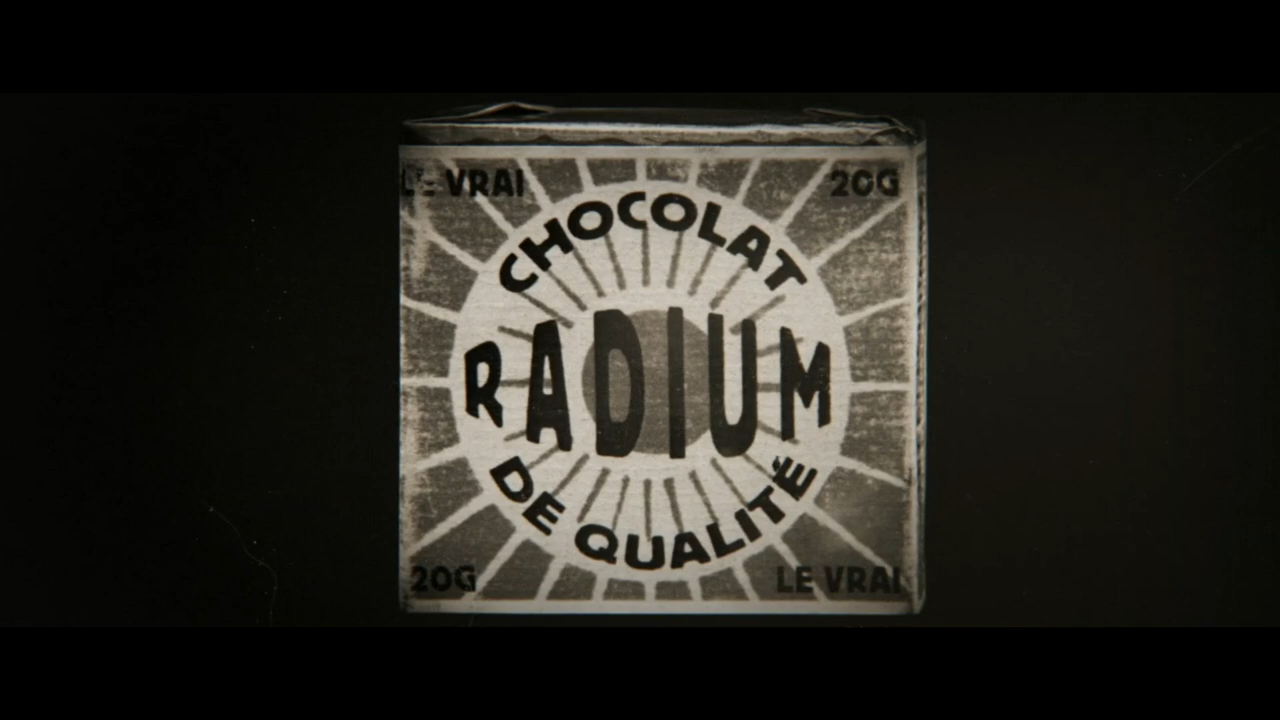 LE VRAI
20G
CHOCOLAT
RADIUM
DE QUALITÉ
20G
LE VRAI